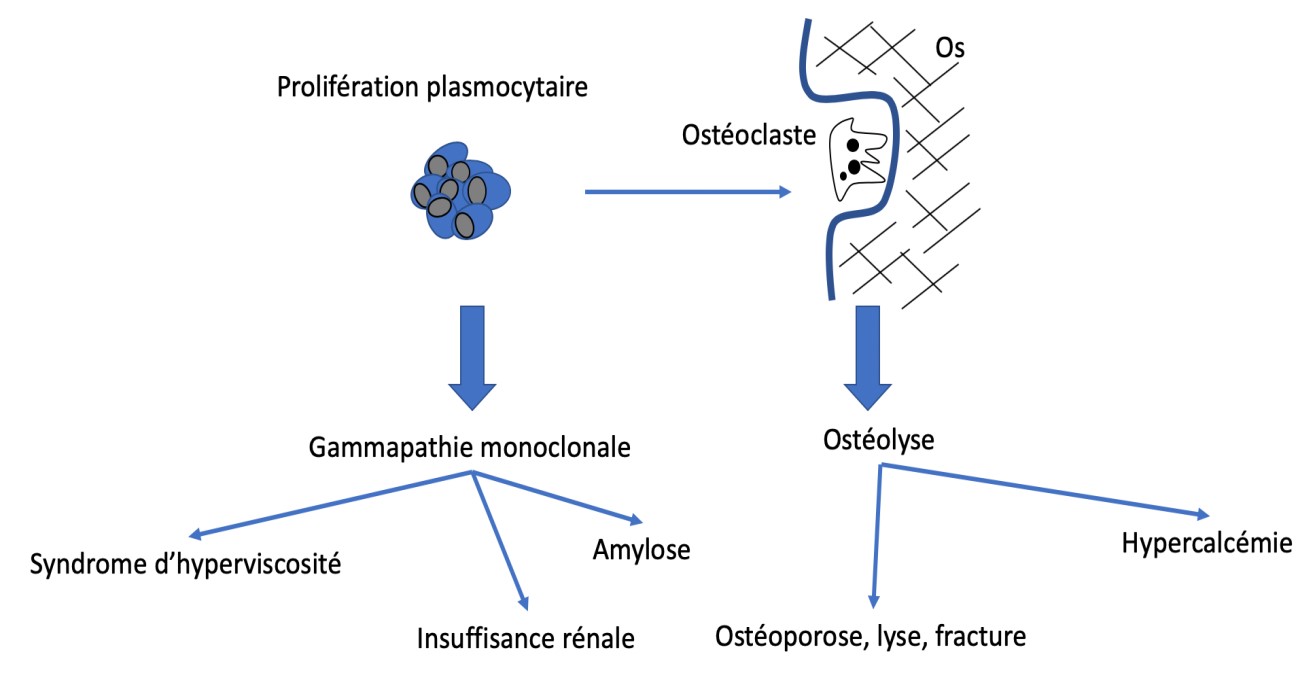 Os
Prolifération plasmocytaire
Ostéoclaste
Gammapathie monoclonale
Ostéolyse
Syndrome d’hyperviscosité
Amylose
Hypercalcémie
Insuffisance rénale
Ostéoporose, lyse, fracture